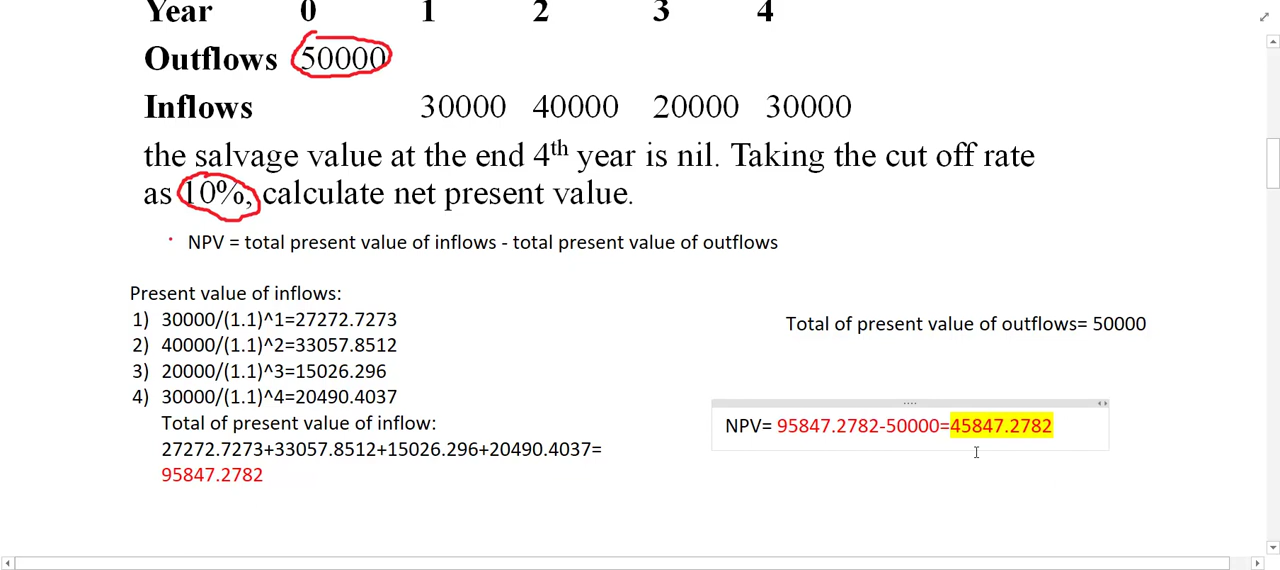 Year 0 1 2 3 4
Outflows 50000
Inflows 30000 40000 20000 30000
the salvage value at the end 4th year is nil. Taking the cut off rate
as 10%, calculate net present value.
• NPV = total present value of inflows - total present value of outflows
Present value of inflows:
1) 30000/(1.1)^1=27272.7273
2) 40000/(1.1)^2=33057.8512
3) 20000/(1.1)^3=15026.296
4) 30000/(1.1)^4=20490.4037
Total of present value of inflow:
27272.7273+33057.8512+15026.296+20490.4037=
95847.2782
Total of present value of outflows= 50000
NPV= 95847.2782-50000=45847.2782